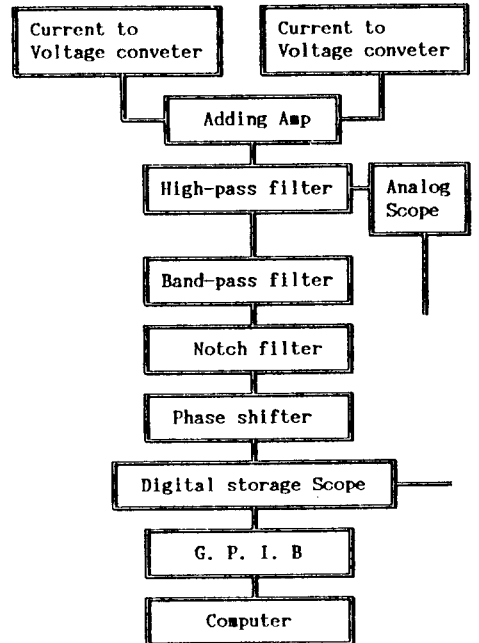 Current to
Voltage conveter
Current to
Voltage conveter
Adding Amp
High-pass filter
Analog
Scope
Band-pass filter
Notch filter
Phase shifter
Digital storage Scope
G. P. I. B
Computer